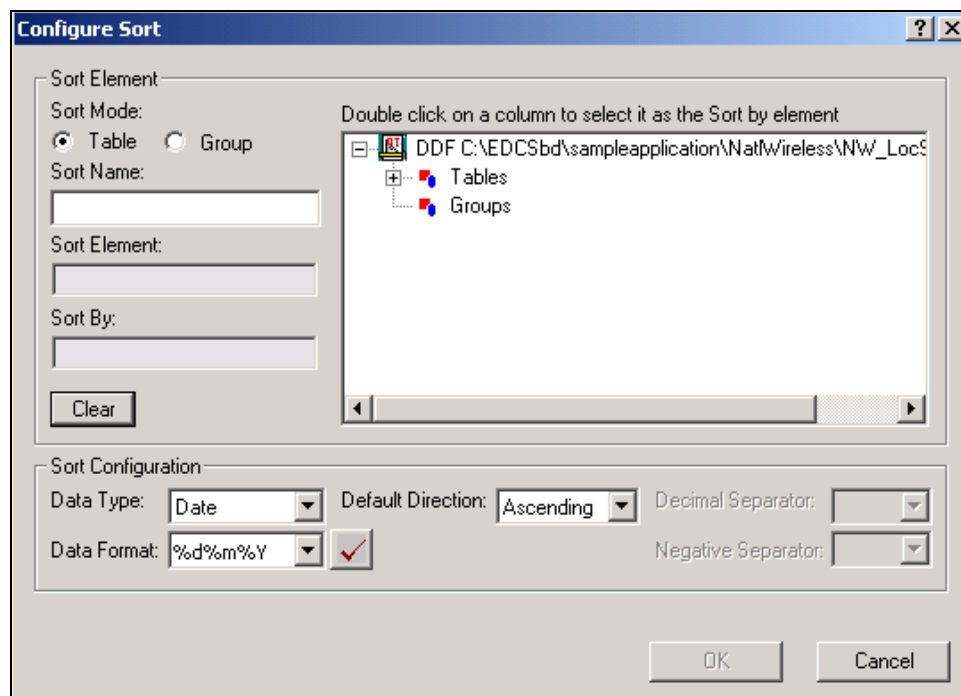 Configure Sort
Sort Element
Sort Mode:
Table Group
Sort Name:
Sort Element:
Sort By:
Clear
Double click on a column to select it as the Sort by element
DDF C:\EDCSbd\sampleapplication\NatlWireless\NW_LocS
Tables
Groups
Sort Configuration
Data Type: Date Default Direction: Ascending Decimal Separator:
Data Format: %d%m%Y Negative Separator:
OK Cancel